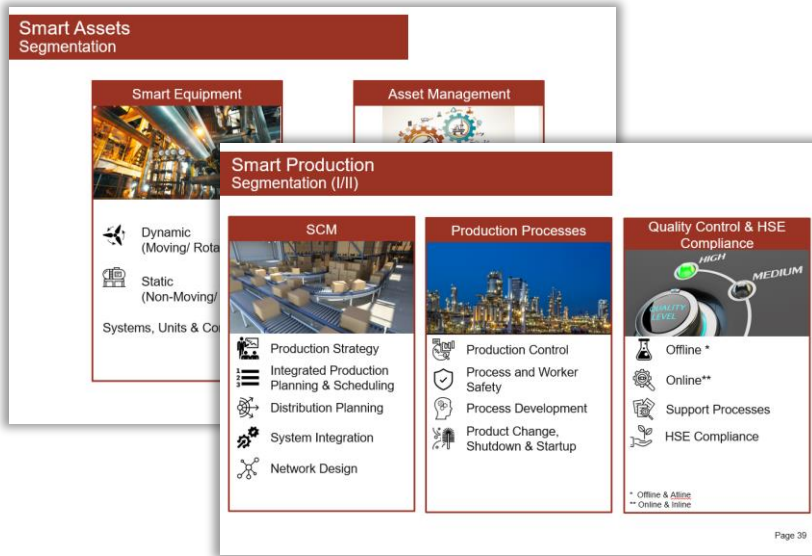 Smart Assets
Segmentation
Smart Equipment
Dynamic
(Moving/
Static
(Non-Moving/
Systems, Units &
Asset Management
Smart Production
Segmentation (I/II)
SCM
Production Strategy
1
2
3
Integrated Production
Planning & Scheduling
Distribution Planning
System Integration
Network Design
Production Processes
Production Control
Process and Worker
Safety
Process Development
Product Change,
Shutdown & Startup
Quality Control & HSE
Compliance
HIGH
MEDIUM
QUALITY
LEVEL
Offline *
Online**
Support Processes
HSE Compliance
* Offline & Atline
** Online & Inline
Page 39